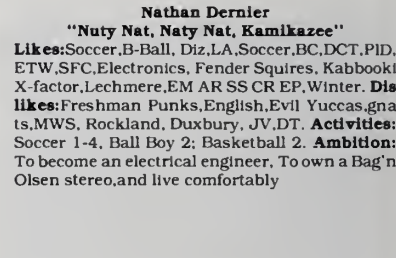 Nathan Dernier
"Nuty Nat, Naty Nat, Kamikazee"
Likes:Soccer,B-Ball, Diz,LA,Soccer,BC,DCT,PID,
ETW,SFC,Electronics, Fender Squires, Kabbooki
X-factor,Lechmere,EM AR SS CR EP,Winter. Dis
likes:Freshman Punks,English,Evil Yuccas,gna
ts,MWS, Rockland, Duxbury, JV,DT. Activities:
Soccer 1-4, Ball Boy 2; Basketball 2. Ambition:
To become an electrical engineer, To own a Bag'n
Olsen stereo,and live comfortably